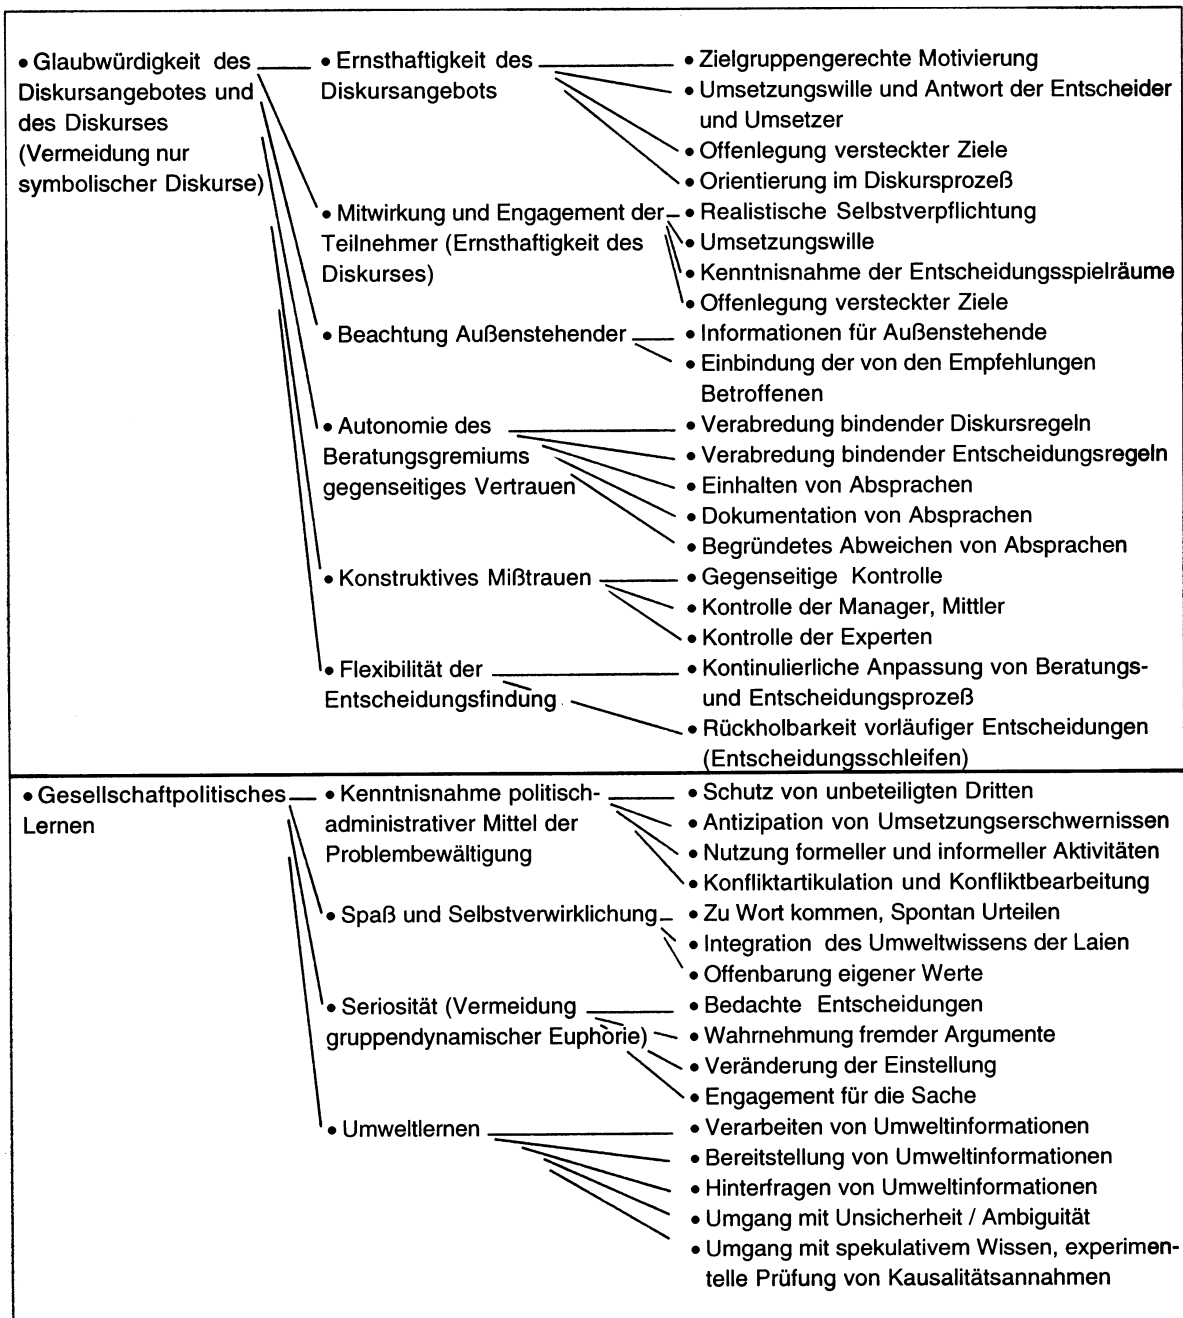 • Glaubwürdigkeit des
Diskursangebotes und
des Diskurses
(Vermeidung nur
symbolischer Diskurse)
• Ernsthaftigkeit des
Diskursangebots
• Zielgruppengerechte Motivierung
• Umsetzungswille und Antwort der Entscheider
und Umsetzer
• Offenlegung versteckter Ziele
• Orientierung im Diskursprozeß
• Mitwirkung und Engagement der
Teilnehmer (Ernsthaftigkeit des
Diskurses)
• Realistische Selbstverpflichtung
• Umsetzungswille
• Kenntnisnahme der Entscheidungsspielräume
• Offenlegung versteckter Ziele
• Beachtung Außenstehender
• Informationen für Außenstehende
• Einbindung der von den Empfehlungen
Betroffenen
• Autonomie des
Beratungsgremiums
gegenseitiges Vertrauen
• Verabredung bindender Diskursregeln
• Verabredung bindender Entscheidungsregeln
• Einhalten von Absprachen
• Dokumentation von Absprachen
• Begründetes Abweichen von Absprachen
• Konstruktives Mißtrauen
• Gegenseitige Kontrolle
• Kontrolle der Manager, Mittler
• Kontrolle der Experten
• Flexibilität der
Entscheidungsfindung
• Kontinulierliche Anpassung von Beratungs-
und Entscheidungsprozeß
• Rückholbarkeit vorläufiger Entscheidungen
(Entscheidungsschleifen)
• Gesellschaftpolitisches
Lernen
• Kenntnisnahme politisch-
administrativer Mittel der
Problembewältigung
• Schutz von unbeteiligten Dritten
• Antizipation von Umsetzungserschwernissen
• Nutzung formeller und informeller Aktivitäten
• Konfliktartikulation und Konfliktbearbeitung
• Spaß und Selbstverwirklichung
• Zu Wort kommen, Spontan Urteilen
• Integration des Umweltwissens der Laien
• Offenbarung eigener Werte
• Seriosität (Vermeidung
gruppendynamischer Euphorie)
• Bedachte Entscheidungen
• Wahrnehmung fremder Argumente
• Veränderung der Einstellung
• Engagement für die Sache
• Umweltlernen
• Verarbeiten von Umweltinformationen
• Bereitstellung von Umweltinformationen
• Hinterfragen von Umweltinformationen
• Umgang mit Unsicherheit / Ambiguität
• Umgang mit spekulativem Wissen, experimen-
telle Prüfung von Kausalitätsannahmen